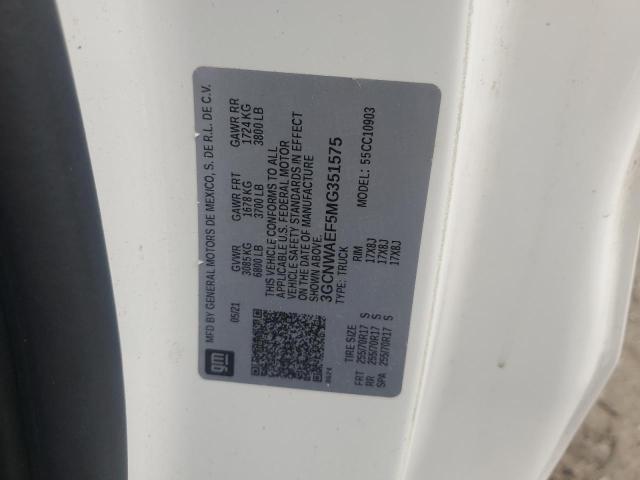 gm
MFD BY GENERAL MOTORS DE MEXICO, S. DE R.L. DE C.V.
05/21
GVWR GAWR FRT GAWR RR
3085 KG 1678 KG 1724 KG
6800 LB 3700 LB 3800 LB
THIS VEHICLE CONFORMS TO ALL
APPLICABLE U.S. FEDERAL MOTOR
VEHICLE SAFETY STANDARDS IN EFFECT
ON THE DATE OF MANUFACTURE
SHOWN ABOVE.
3GCNWAEF5MG351575
TYPE: TRUCK MODEL: 55CC10903
TIRE SIZE RIM
FRT 255/70R17 S 17X8J
RR 255/70R17 S 17X8J
SPA 255/70R17 S 17X8J